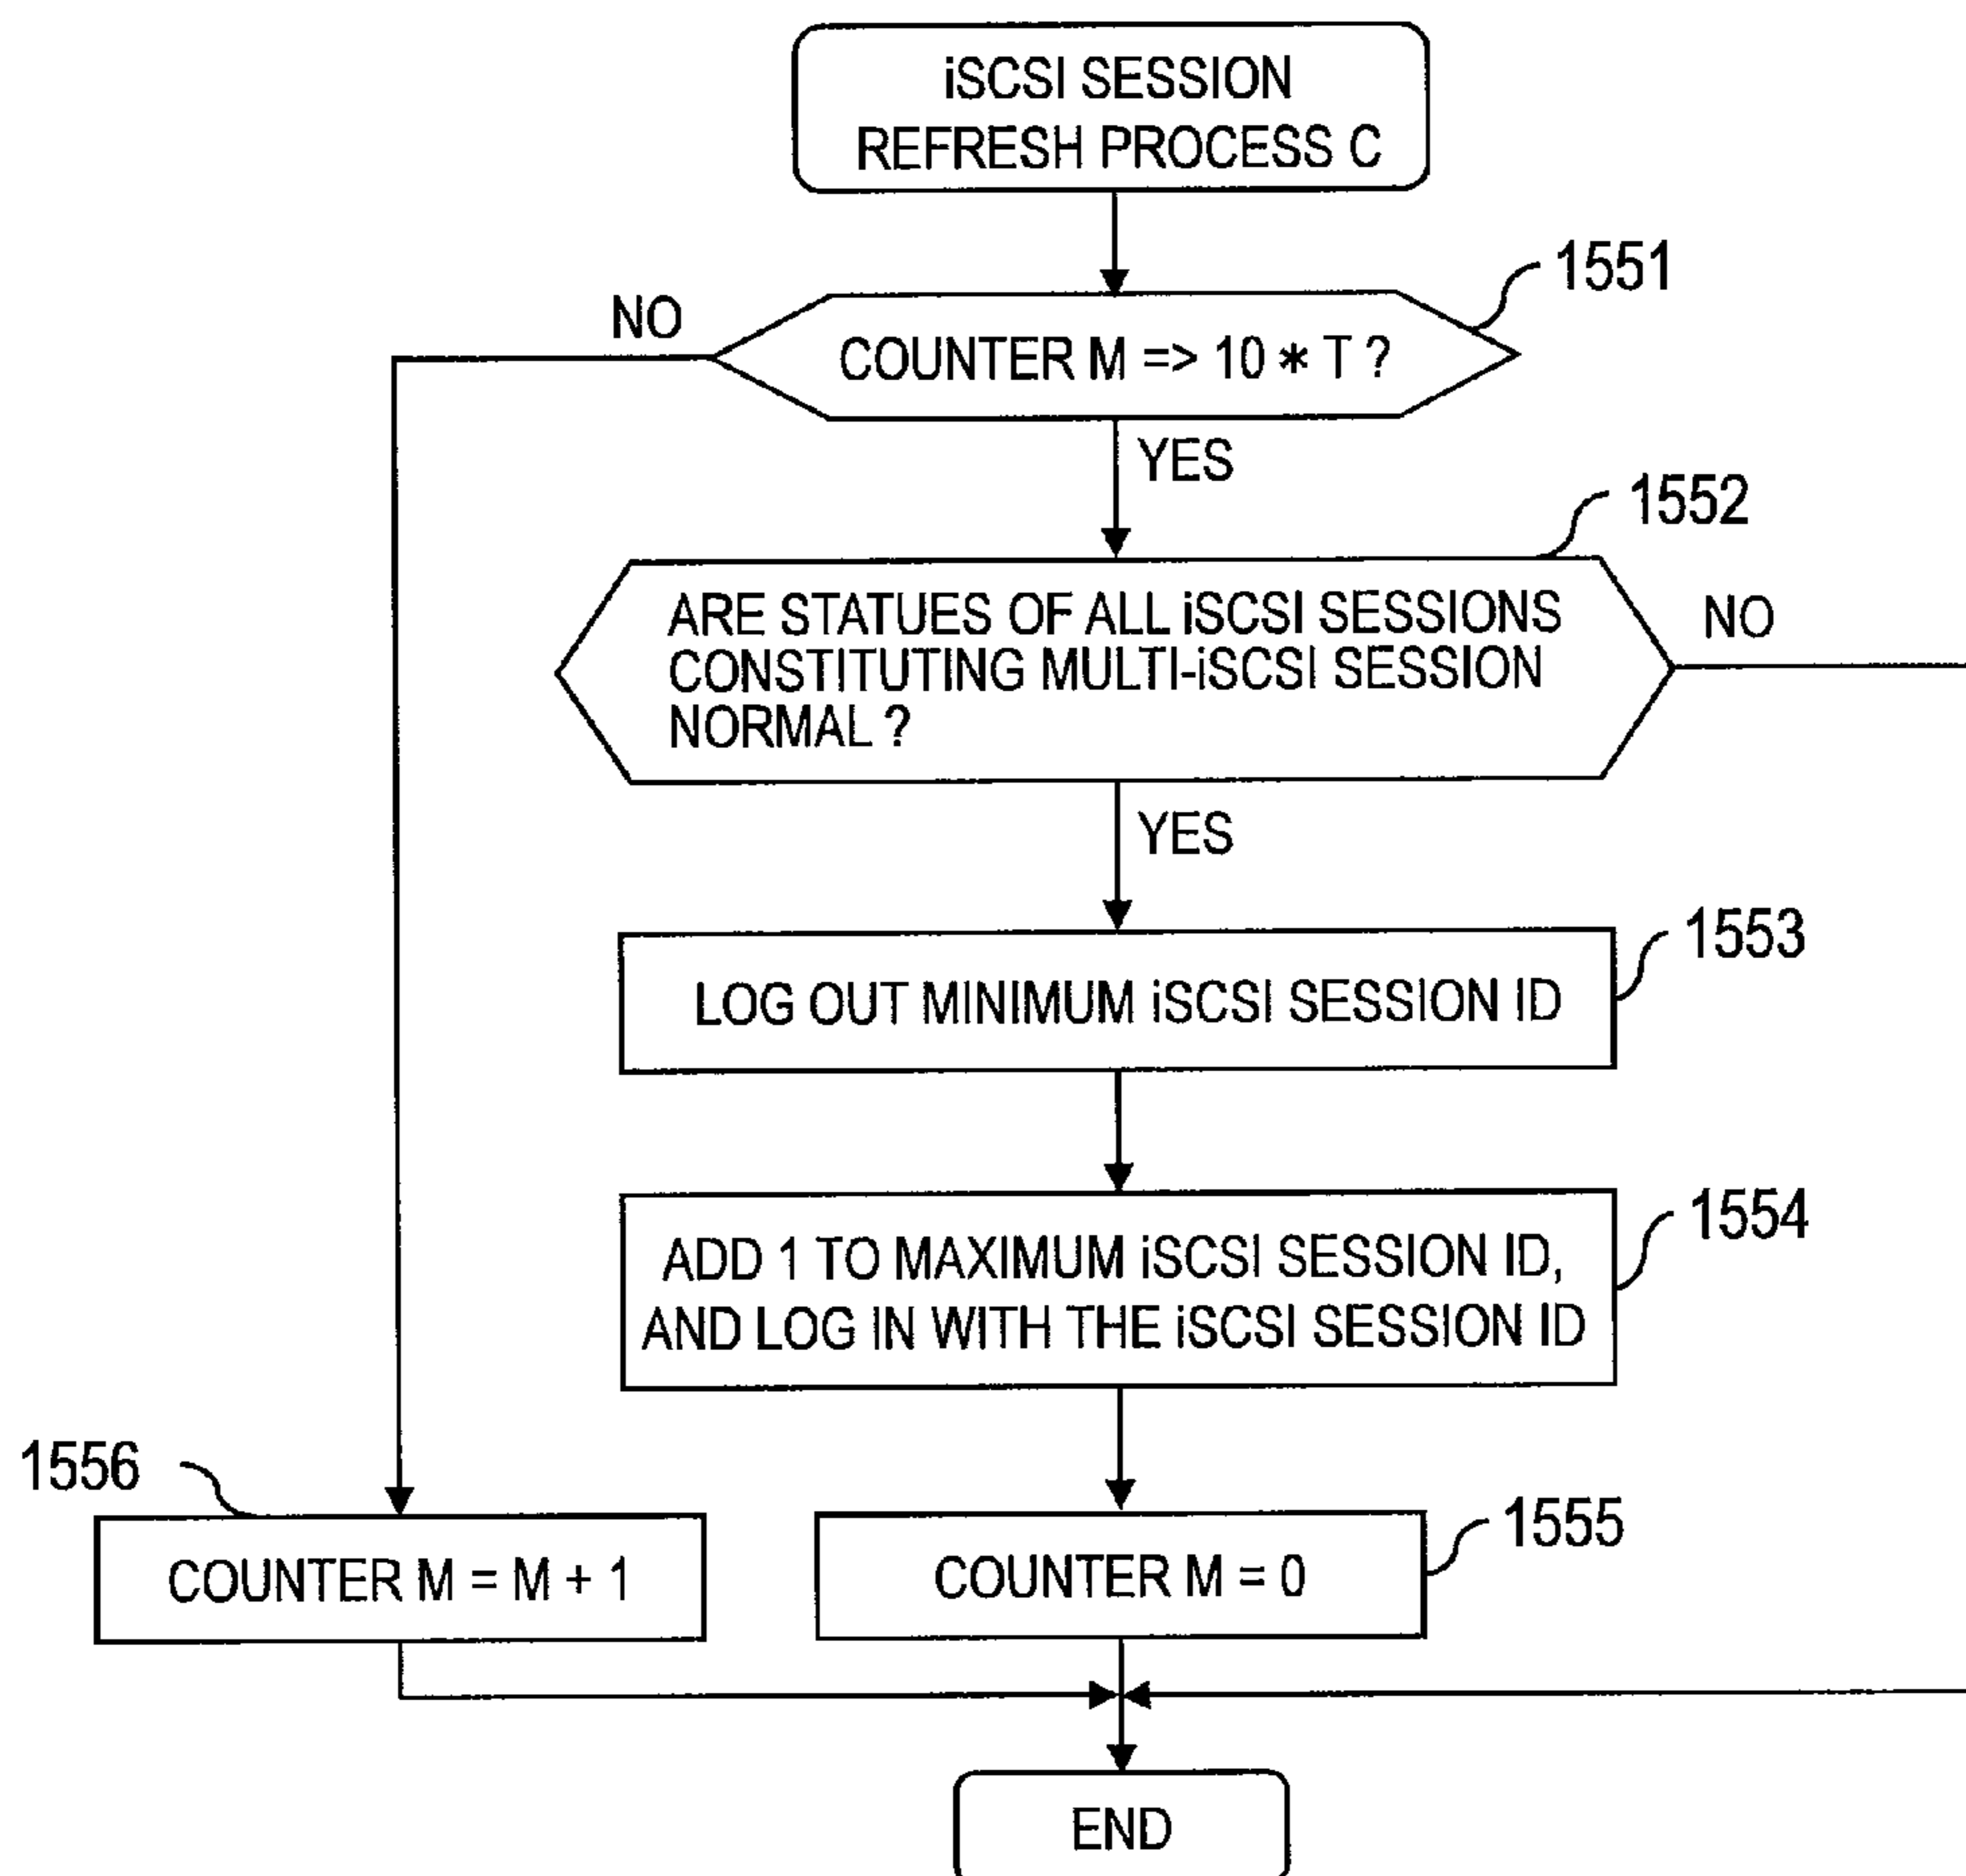 iSCSI SESSION
REFRESH PROCESS C
1551
NO
COUNTER M => 10 * T ?
YES
1552
ARE STATUES OF ALL iSCSI SESSIONS
CONSTITUTING MULTI-iSCSI SESSION
NORMAL ?
NO
YES
1553
LOG OUT MINIMUM iSCSI SESSION ID
1554
ADD 1 TO MAXIMUM iSCSI SESSION ID,
AND LOG IN WITH THE iSCSI SESSION ID
1556
1555
COUNTER M = M + 1
COUNTER M = 0
END